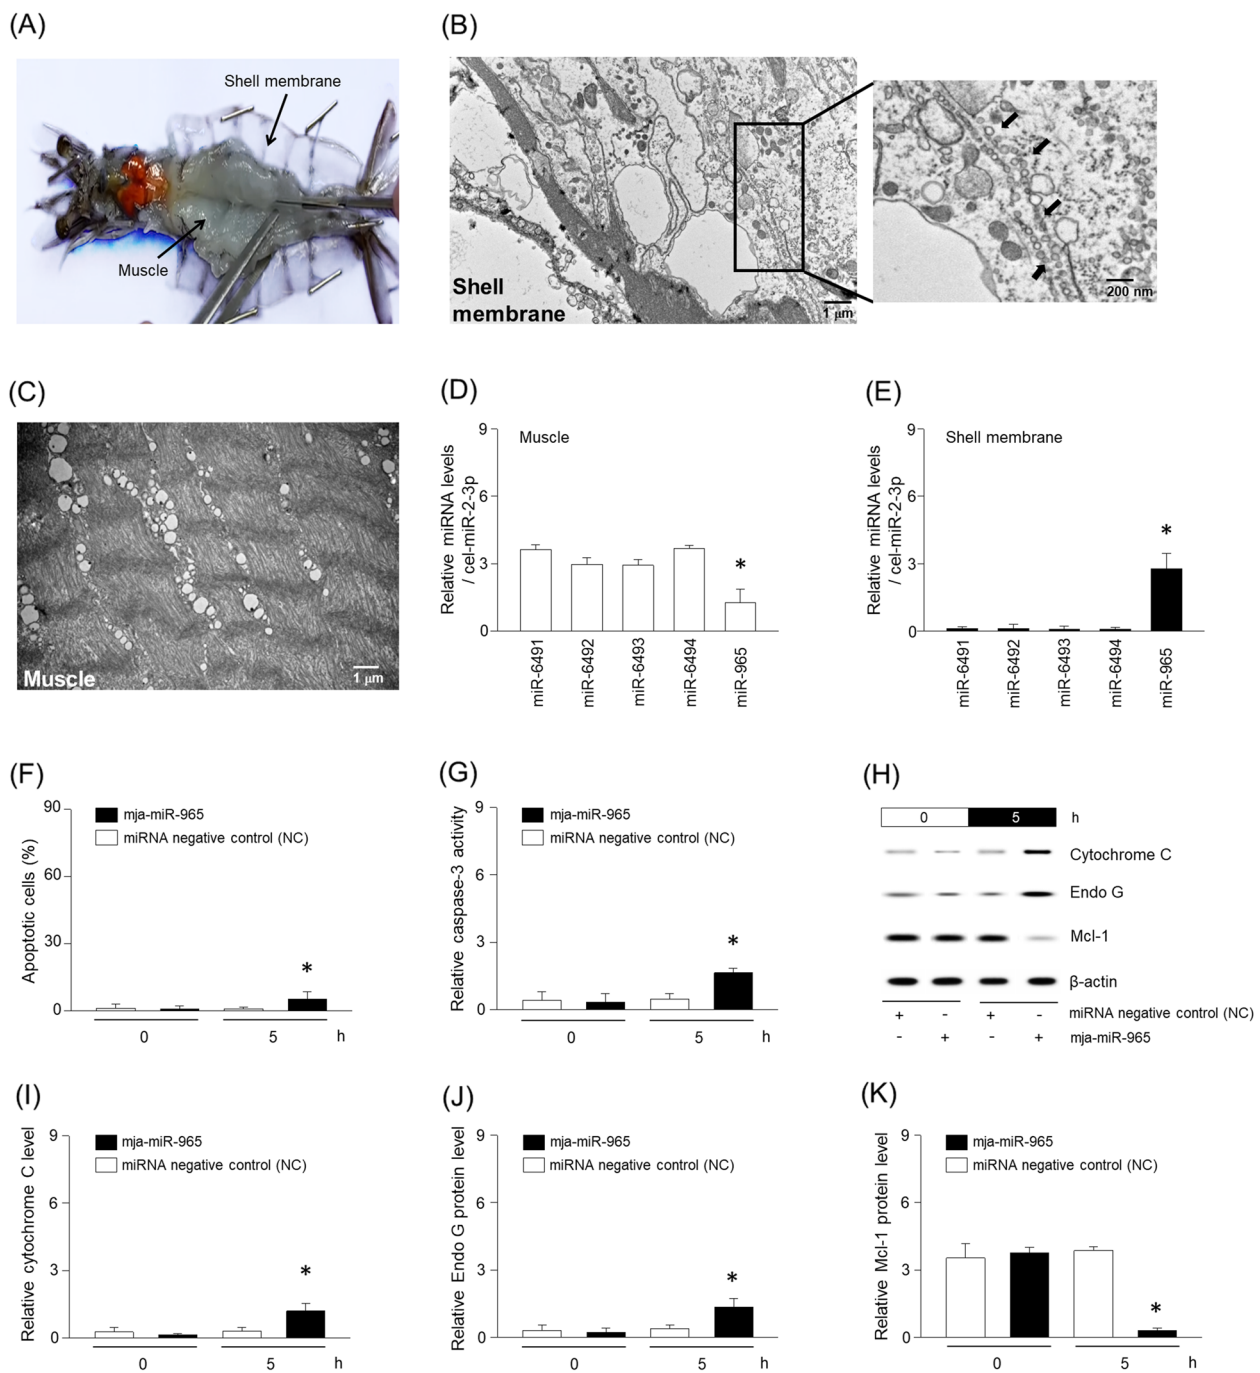 (A)
Shell membrane
Muscle
(B)
Shell
membrane
1 μm
200 nm
(C)
Muscle
1 μm
(D)
Relative miRNA levels
/ cel-miR-2-3p
9
6
3
0
Muscle
*
miR-6491
miR-6492
miR-6493
miR-6494
miR-965
(E)
Relative miRNA levels
/ cel-miR-2-3p
9
6
3
0
Shell membrane
*
miR-6491
miR-6492
miR-6493
miR-6494
miR-965
(F)
Apoptotic cells (%)
90
60
30
0
mja-miR-965
miRNA negative control (NC)
*
0 5 h
(G)
Relative caspase-3 activity
9
6
3
0
mja-miR-965
miRNA negative control (NC)
*
0 5 h
(H)
0 5 h
Cytochrome C
Endo G
Mcl-1
β-actin
+ - + - miRNA negative control (NC)
- + - + mja-miR-965
(I)
Relative cytochrome C level
9
6
3
0
mja-miR-965
miRNA negative control (NC)
*
0 5 h
(J)
Relative Endo G protein level
9
6
3
0
mja-miR-965
miRNA negative control (NC)
*
0 5 h
(K)
Relative Mcl-1 protein level
9
6
3
0
mja-miR-965
miRNA negative control (NC)
*
0 5 h